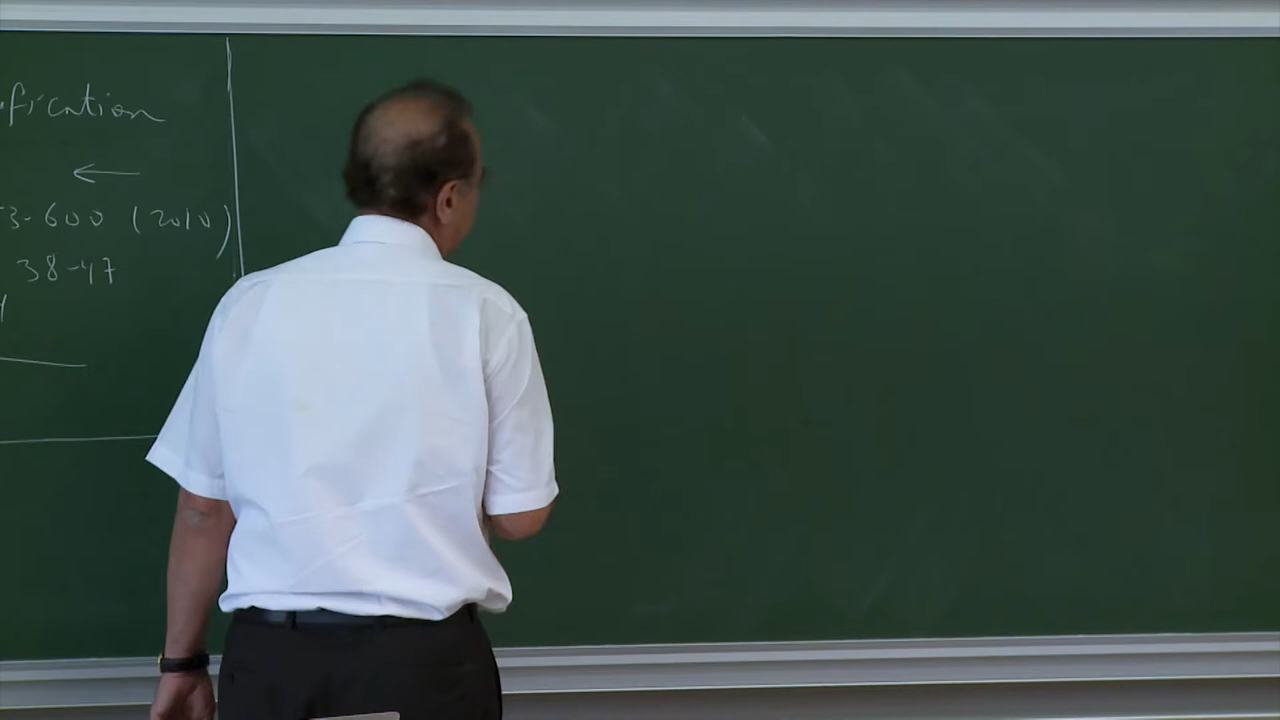 fication
←
3-600 (2010)
38-47